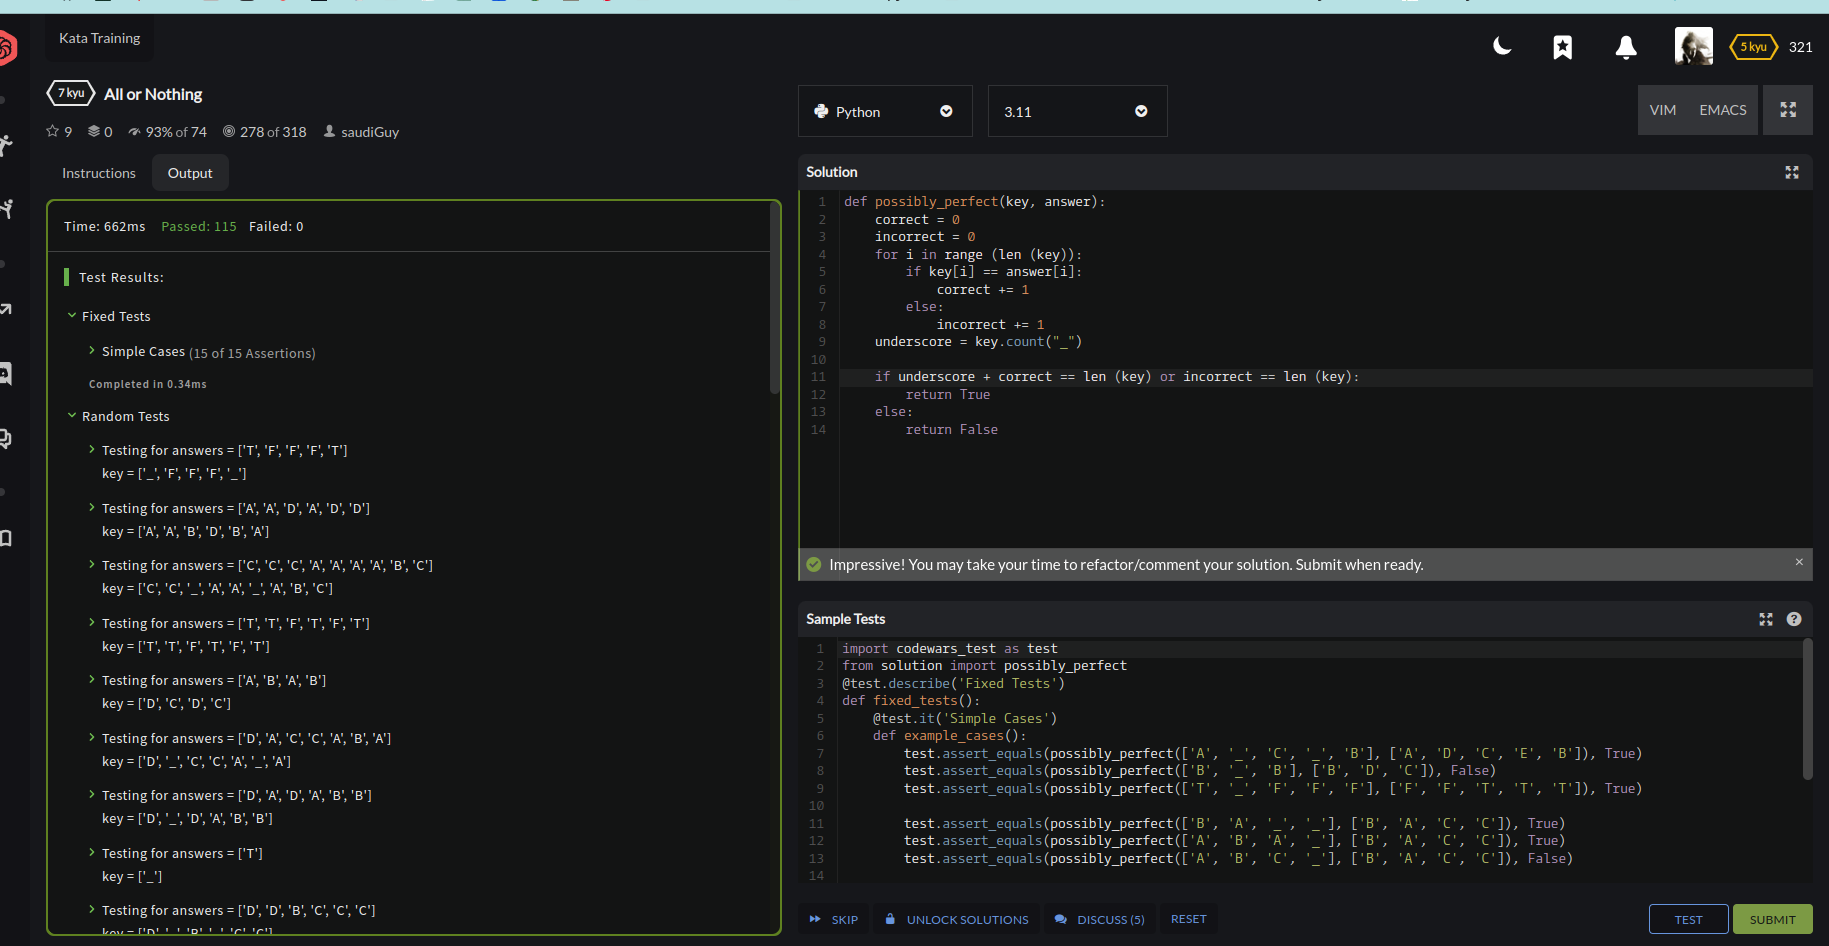 Kata Training
5 kyu 321
7 kyu All or Nothing
9 0 93% of 74 278 of 318 saudiGuy
Instructions Output
Time: 662ms Passed: 115 Failed: 0
Test Results:
Fixed Tests
Simple Cases (15 of 15 Assertions)
Completed in 0.34ms
Random Tests
Testing for answers = ['T', 'F', 'F', 'F', 'T']
key = ['_', 'F', 'F', 'F', '_']
Testing for answers = ['A', 'A', 'D', 'A', 'D', 'D']
key = ['A', 'A', 'B', 'D', 'B', 'A']
Testing for answers = ['C', 'C', 'C', 'A', 'A', 'A', 'A', 'B', 'C']
key = ['C', 'C', '_', 'A', 'A', '_', 'A', 'B', 'C']
Testing for answers = ['T', 'T', 'F', 'T', 'F', 'T']
key = ['T', 'T', 'F', 'T', 'F', 'T']
Testing for answers = ['A', 'B', 'A', 'B']
key = ['D', 'C', 'D', 'C']
Testing for answers = ['D', 'A', 'C', 'C', 'A', 'B', 'A']
key = ['D', '_', 'C', 'C', 'A', '_', 'A']
Testing for answers = ['D', 'A', 'D', 'A', 'B', 'B']
key = ['D', '_', 'D', 'A', 'B', 'B']
Testing for answers = ['T']
key = ['_']
Testing for answers = ['D', 'D', 'B', 'C', 'C', 'C']
key = ['D', '_', 'B', '_', 'C', 'C']
Python 3.11
VIM EMACS
Solution
1 def possibly_perfect(key, answer):
2 correct = 0
3 incorrect = 0
4 for i in range (len (key)):
5 if key[i] == answer[i]:
6 correct += 1
7 else:
8 incorrect += 1
9 underscore = key.count("_")
10
11 if underscore + correct == len (key) or incorrect == len (key):
12 return True
13 else:
14 return False
Impressive! You may take your time to refactor/comment your solution. Submit when ready. ×
Sample Tests ?
1 import codewars_test as test
2 from solution import possibly_perfect
3 @test.describe('Fixed Tests')
4 def fixed_tests():
5 @test.it('Simple Cases')
6 def example_cases():
7 test.assert_equals(possibly_perfect(['A', '_', 'C', '_', 'B'], ['A', 'D', 'C', 'E', 'B']), True)
8 test.assert_equals(possibly_perfect(['B', '_', 'B'], ['B', 'D', 'C']), False)
9 test.assert_equals(possibly_perfect(['T', '_', 'F', 'F', 'F'], ['F', 'F', 'T', 'T', 'T']), True)
10
11 test.assert_equals(possibly_perfect(['B', 'A', '_', '_'], ['B', 'A', 'C', 'C']), True)
12 test.assert_equals(possibly_perfect(['A', 'B', 'A', '_'], ['B', 'A', 'C', 'C']), True)
13 test.assert_equals(possibly_perfect(['A', 'B', 'C', '_'], ['B', 'A', 'C', 'C']), False)
14
SKIP UNLOCK SOLUTIONS DISCUSS (5) RESET TEST SUBMIT